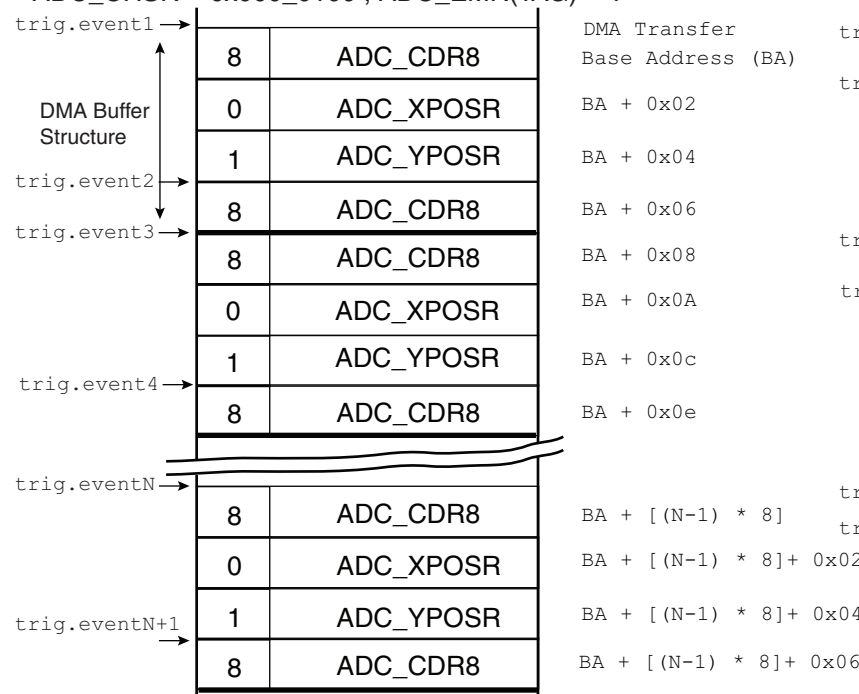 trig.event1
DMA Transfer
8 ADC_CDR8 Base Address (BA)
DMA Buffer
Structure
0 ADC_XPOSR BA + 0x02
1 ADC_YPOSR BA + 0x04
trig.event2
8 ADC_CDR8 BA + 0x06
trig.event3
8 ADC_CDR8 BA + 0x08
0 ADC_XPOSR BA + 0x0A
1 ADC_YPOSR BA + 0x0c
trig.event4
8 ADC_CDR8 BA + 0x0e
trig.eventN
8 ADC_CDR8 BA + [(N-1) * 8]
0 ADC_XPOSR BA + [(N-1) * 8]+ 0x02
1 ADC_YPOSR BA + [(N-1) * 8]+ 0x04
trig.eventN+1
8 ADC_CDR8 BA + [(N-1) * 8]+ 0x06